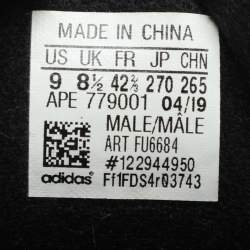 MADE IN CHINA
US UK FR JP CHN
9 8½ 42⅔ 270 265
APE 779001 04/19
MALE/MÂLE
ART FU6684
#122944950
adidas Ff1FDS4r03743